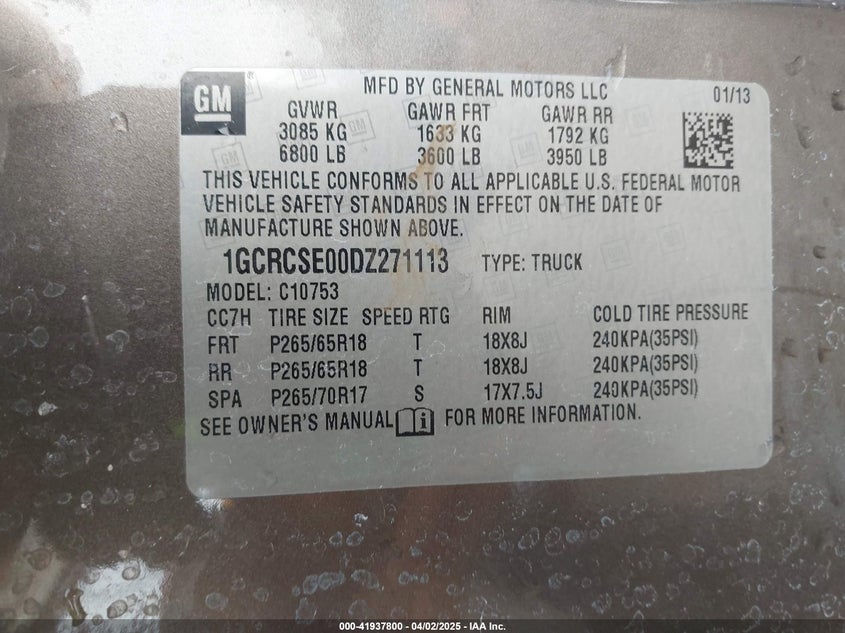 GM
MFD BY GENERAL MOTORS LLC 01/13
GVWR GAWR FRT GAWR RR
3085 KG 1633 KG 1792 KG
6800 LB 3600 LB 3950 LB
THIS VEHICLE CONFORMS TO ALL APPLICABLE U.S. FEDERAL MOTOR
VEHICLE SAFETY STANDARDS IN EFFECT ON THE DATE OF
MANUFACTURE SHOWN ABOVE.
1GCRCSE00DZ271113 TYPE: TRUCK
MODEL: C10753
CC7H TIRE SIZE SPEED RTG RIM COLD TIRE PRESSURE
FRT P265/65R18 T 18X8J 240KPA(35PSI)
RR P265/65R18 T 18X8J 240KPA(35PSI)
SPA P265/70R17 S 17X7.5J 240KPA(35PSI)
SEE OWNER'S MANUAL i FOR MORE INFORMATION.
000-41937800 - 04/02/2025 - IAA Inc.